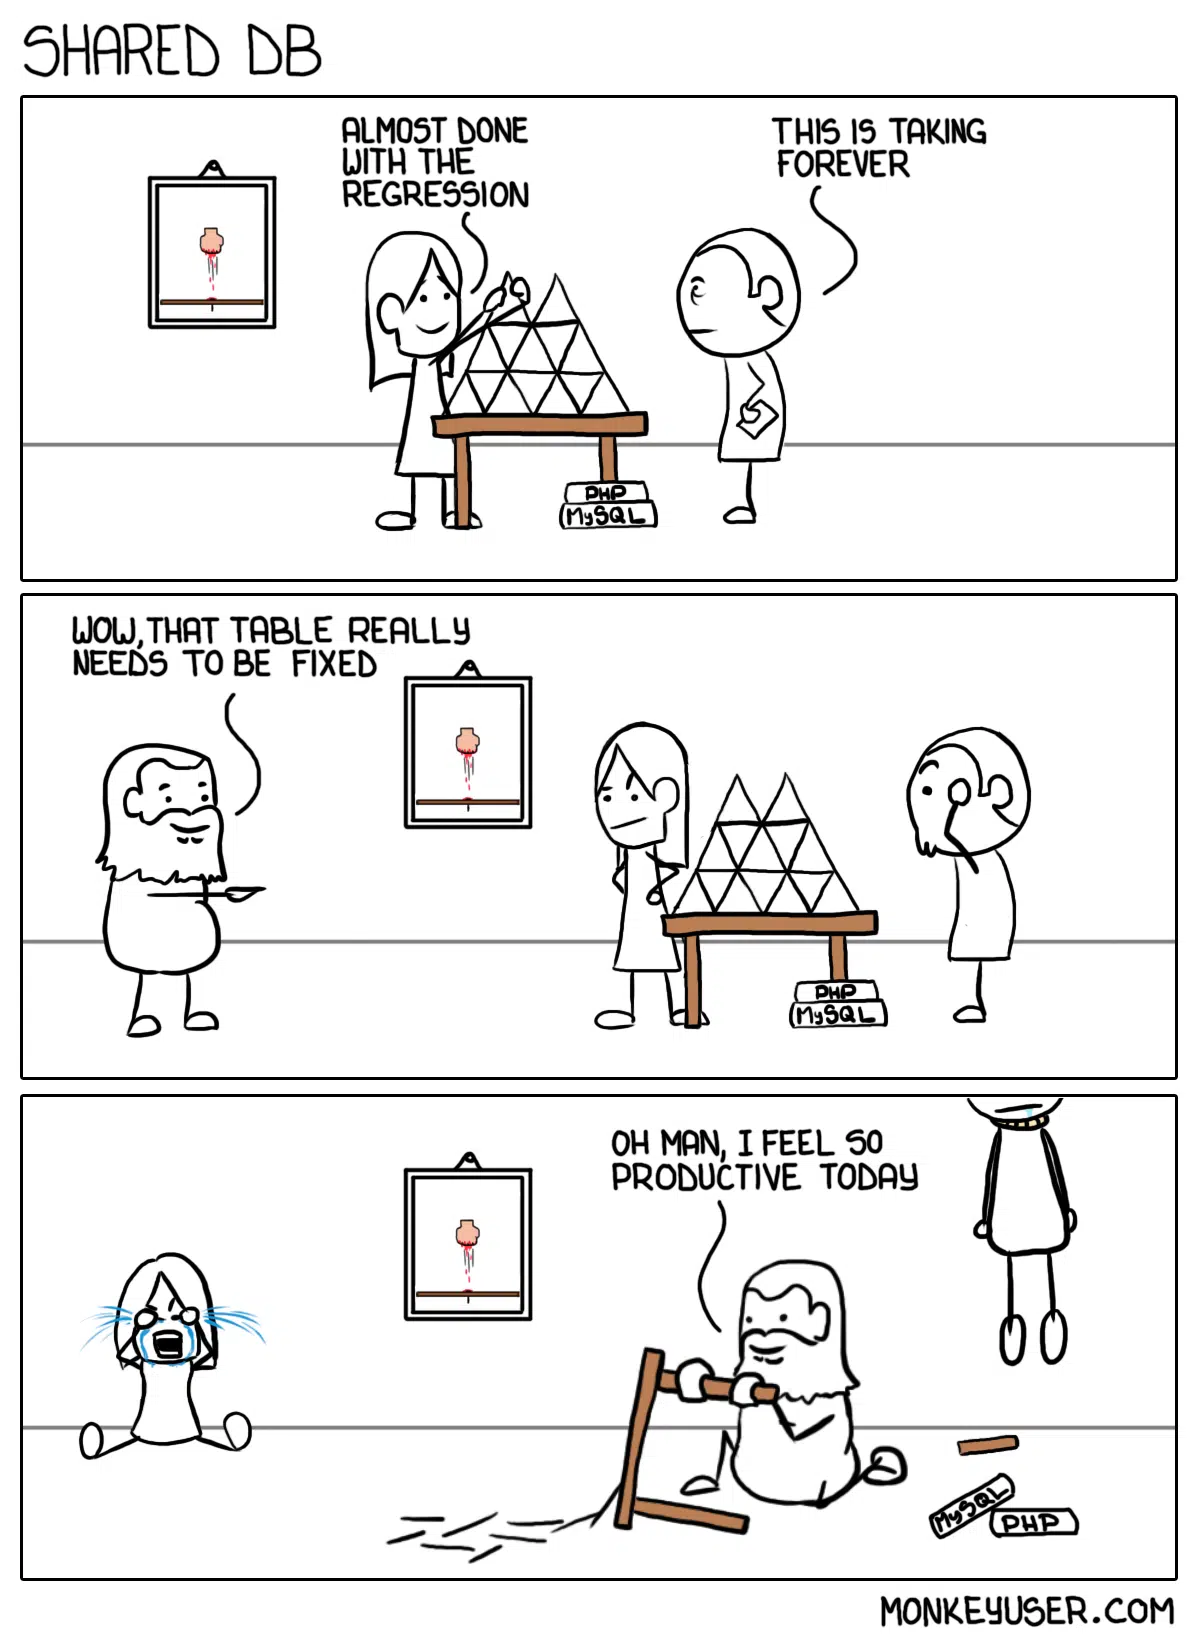 SHARED DB
ALMOST DONE
WITH THE
REGRESSION
THIS IS TAKING
FOREVER
PHP
MySQL
WOW, THAT TABLE REALLY
NEEDS TO BE FIXED
PHP
MySQL
OH MAN, I FEEL SO
PRODUCTIVE TODAY
MySQL
PHP
MONKEYUSER.COM